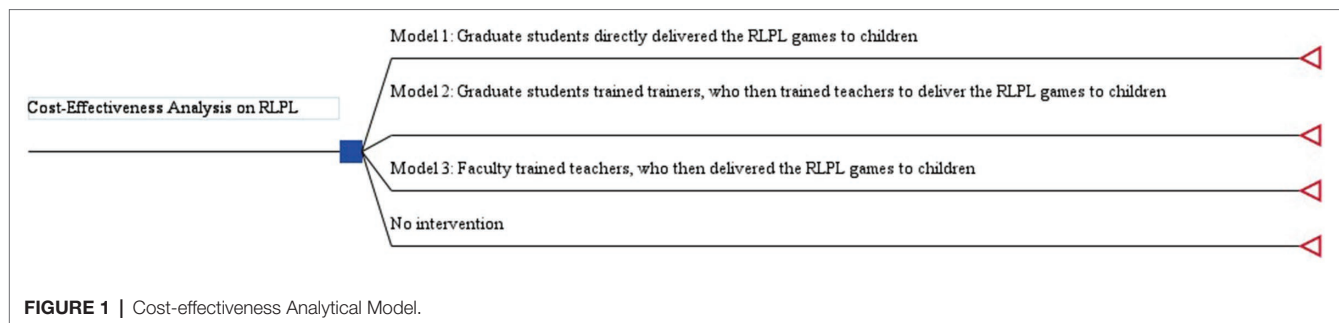 Model 1: Graduate students directly delivered the RLPL games to children
Model 2: Graduate students trained trainers, who then trained teachers to deliver the RLPL games to children
Cost-Effectiveness Analysis on RLPL
Model 3: Faculty trained teachers, who then delivered the RLPL games to children
No intervention
FIGURE 1 | Cost-effectiveness Analytical Model.